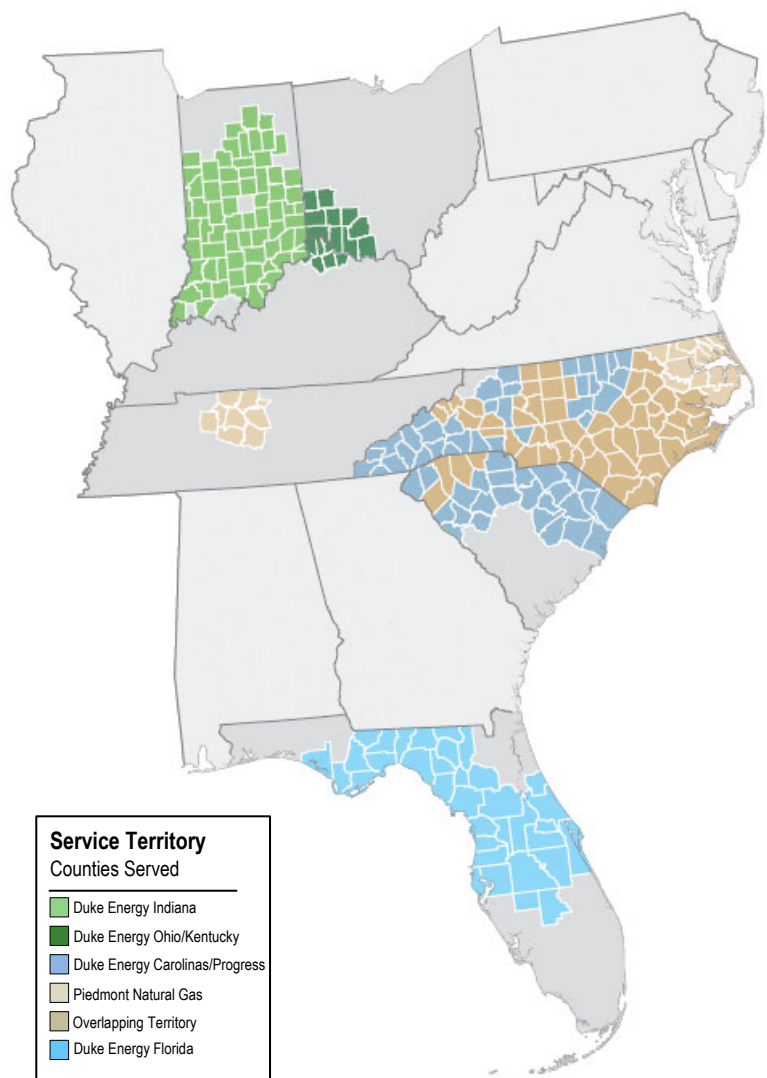 Service Territory
Counties Served
Duke Energy Indiana
Duke Energy Ohio/Kentucky
Duke Energy Carolinas/Progress
Piedmont Natural Gas
Overlapping Territory
Duke Energy Florida